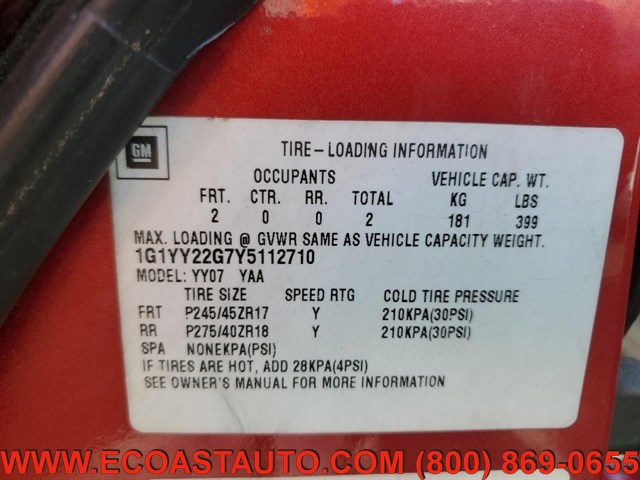 GM
TIRE-LOADING INFORMATION
OCCUPANTS VEHICLE CAP. WT.
FRT. CTR. RR. TOTAL KG LBS
2 0 0 2 181 399
MAX. LOADING @ GVWR SAME AS VEHICLE CAPACITY WEIGHT.
1G1YY22G7Y5112710
MODEL: YY07 YAA
TIRE SIZE SPEED RTG COLD TIRE PRESSURE
FRT P245/45ZR17 Y 210KPA(30PSI)
RR P275/40ZR18 Y 210KPA(30PSI)
SPA NONEKPA(PSI)
IF TIRES ARE HOT, ADD 28KPA(4PSI)
SEE OWNER'S MANUAL FOR MORE INFORMATION
WWW.ECOASTAUTO.COM (800) 869-0655